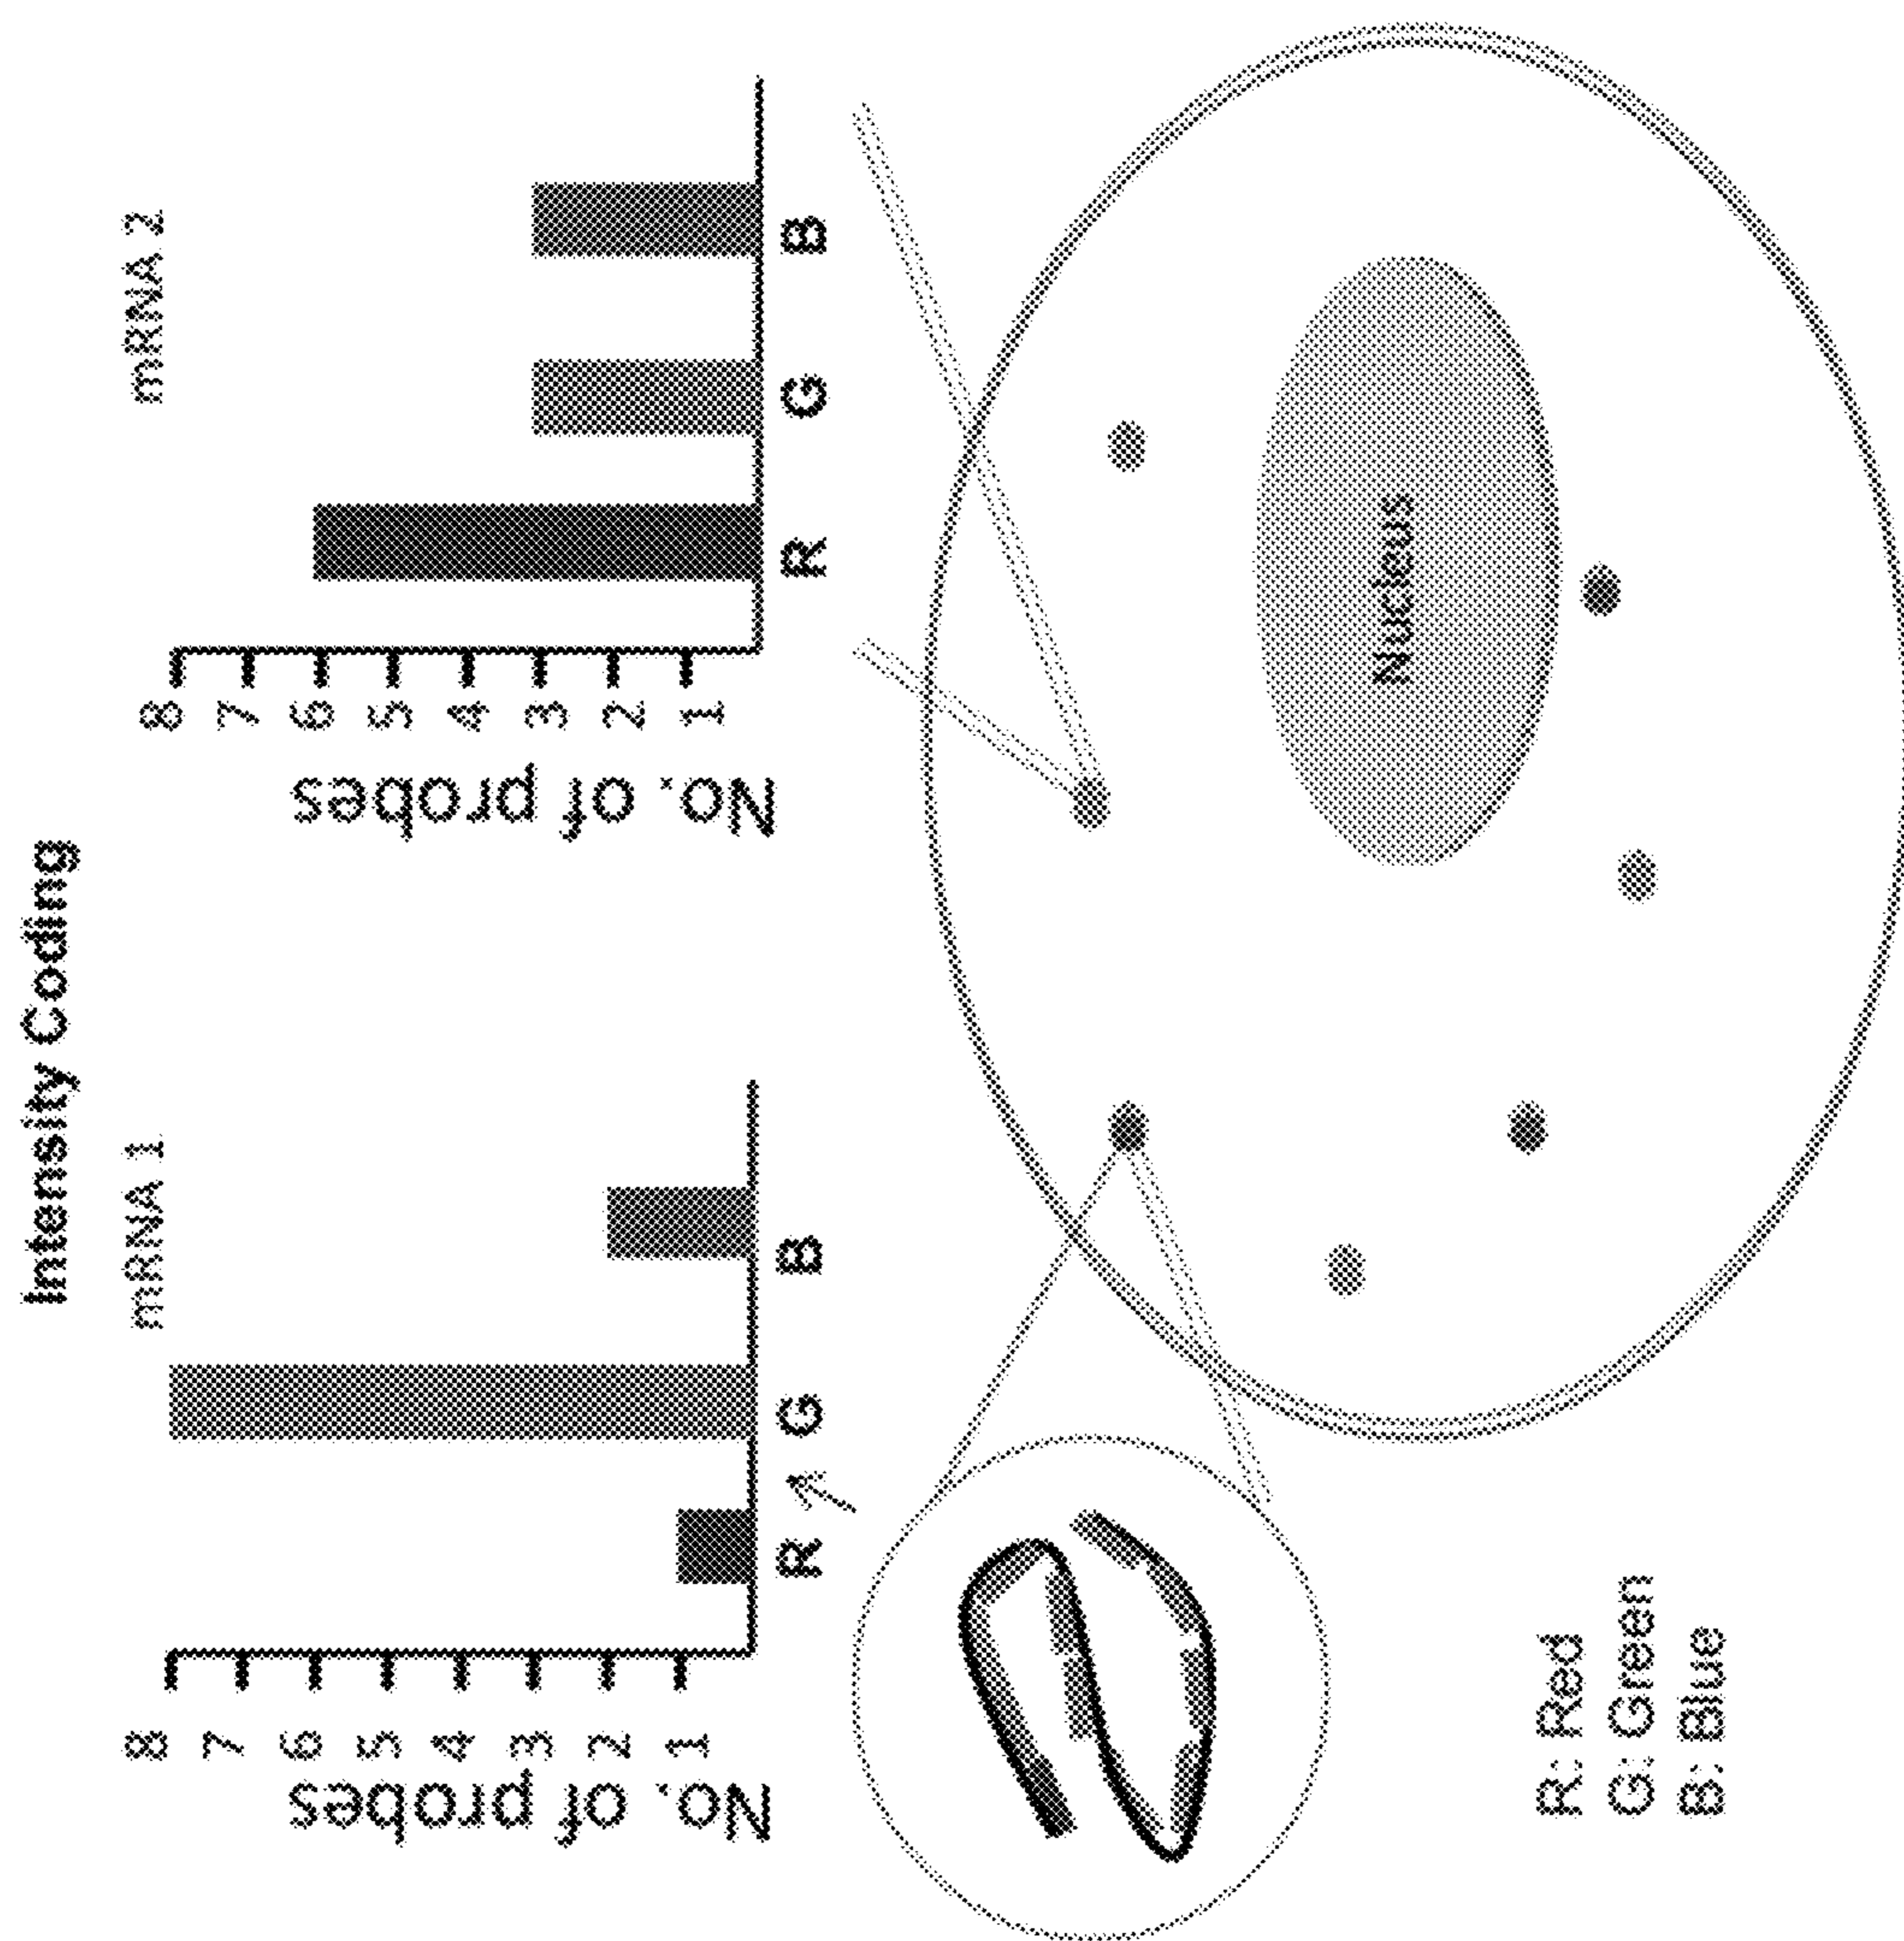 Intensity Coding
mRNA 1
No. of probes
8
7
6
5
4
3
2
1
R
G
B
mRNA 2
No. of probes
8
7
6
5
4
3
2
1
R
G
B
Nucleus
R: Red
G: Green
B: Blue